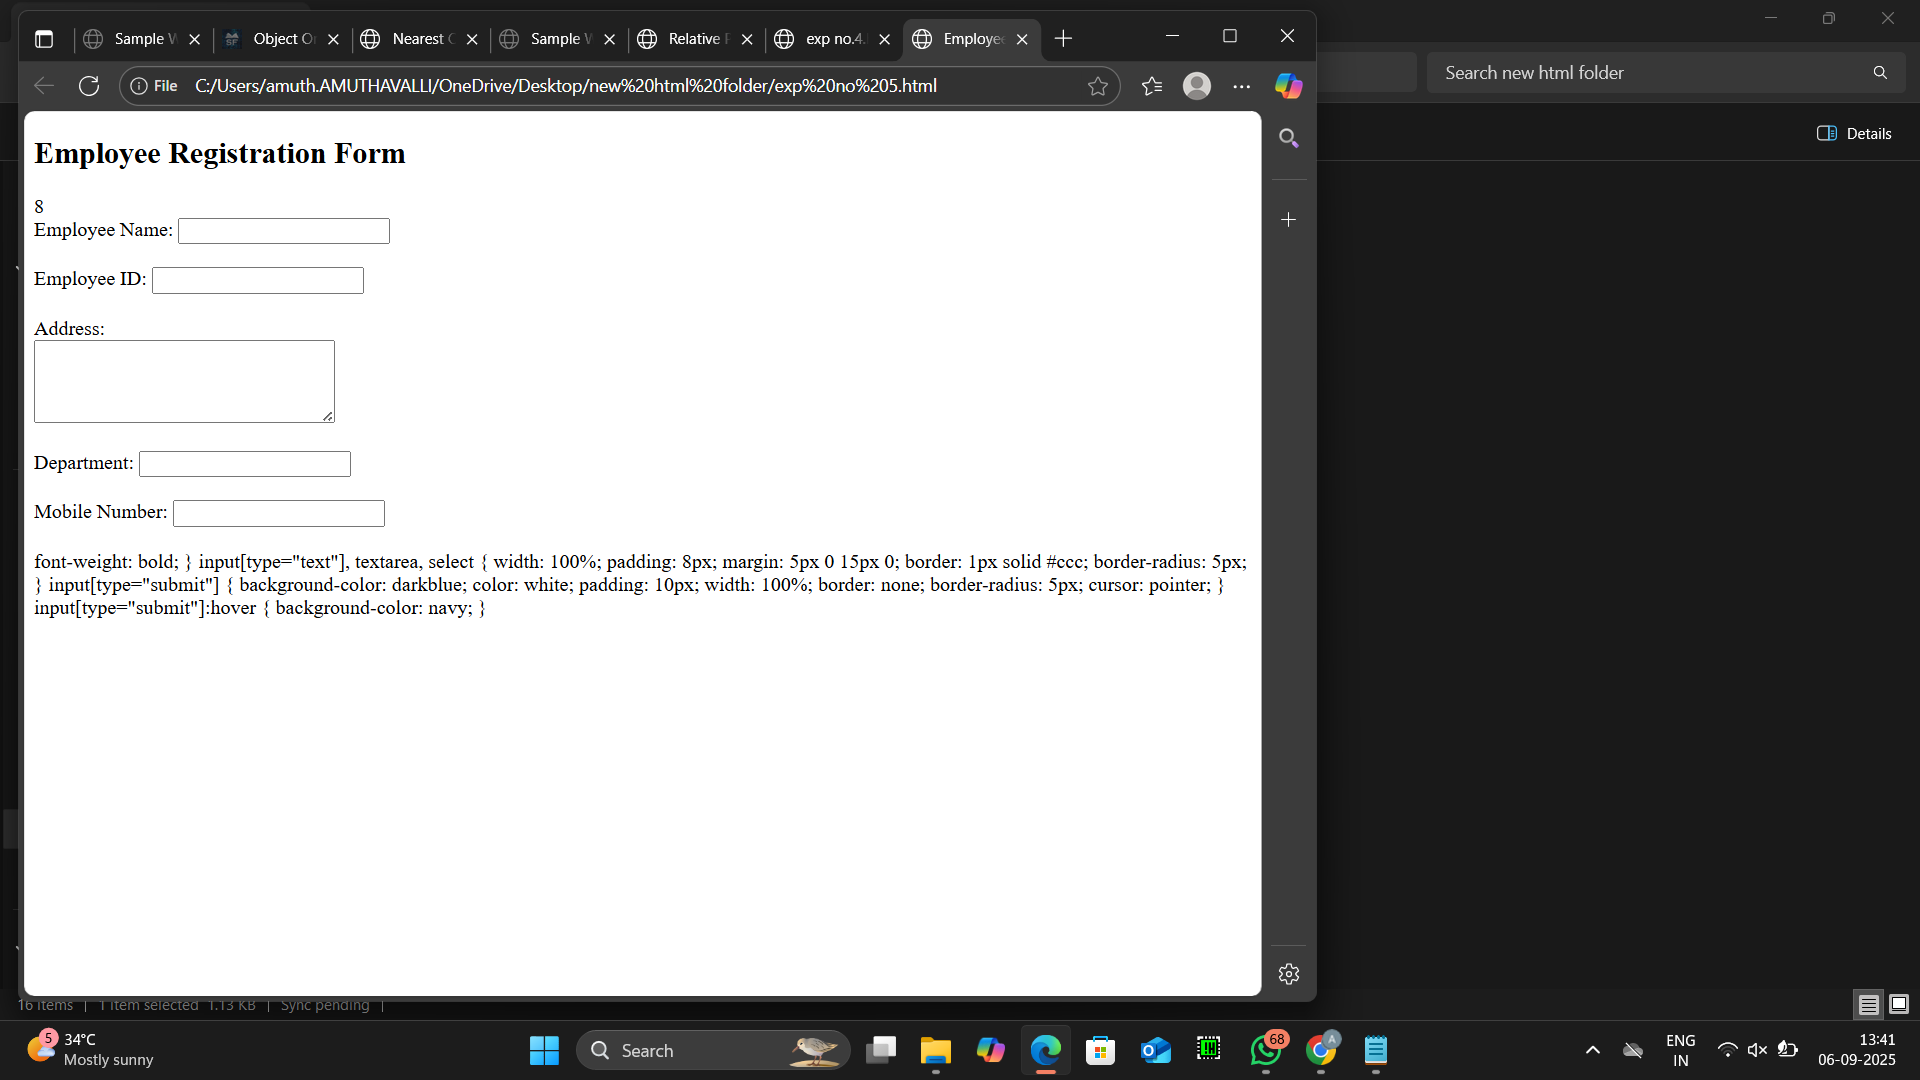 Sample W
Object Or
Nearest C
Sample W
Relative P
exp no.4.
Employee
File
C:/Users/amuth.AMUTHAVALLI/OneDrive/Desktop/new%20html%20folder/exp%20no%205.html
Search new html folder
Details
Employee Registration Form
8
Employee Name:
Employee ID:
Address:
Department:
Mobile Number:
font-weight: bold; } input[type="text"], textarea, select { width: 100%; padding: 8px; margin: 5px 0 15px 0; border: 1px solid #ccc; border-radius: 5px;
} input[type="submit"] { background-color: darkblue; color: white; padding: 10px; width: 100%; border: none; border-radius: 5px; cursor: pointer; }
input[type="submit"]:hover { background-color: navy; }
16 items | 1 item selected 1.13 KB | Sync pending |
5
34°C
Mostly sunny
Search
68
A
ENG
IN
13:41
06-09-2025